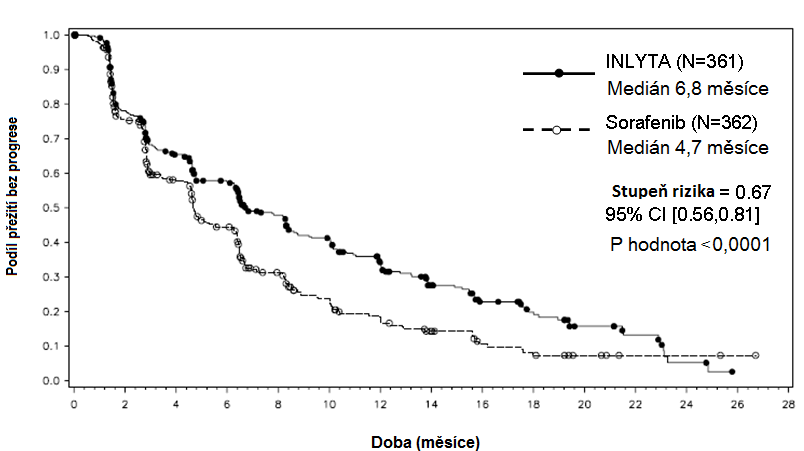 INLYTA (N=361)
Medián 6,8 měsíce
Sorafenib (N=362)
Medián 4,7 měsíce
Stupeň rizika = 0.67
95% CI [0.56,0.81]
P hodnota <0,0001
Podíl přežití bez progrese
1.0
0.9
0.8
0.7
0.6
0.5
0.4
0.3
0.2
0.1
0.0
0 2 4 6 8 10 12 14 16 18 20 22 24 26 28
Doba (měsíce)